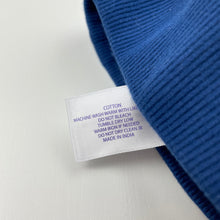 COTTON
MACHINE WASH WARM WITH LIKE
DO NOT BLEACH
TUMBLE DRY LOW
WARM IRON IF NEEDED
DO NOT DRY CLEAN
MADE IN INDIA